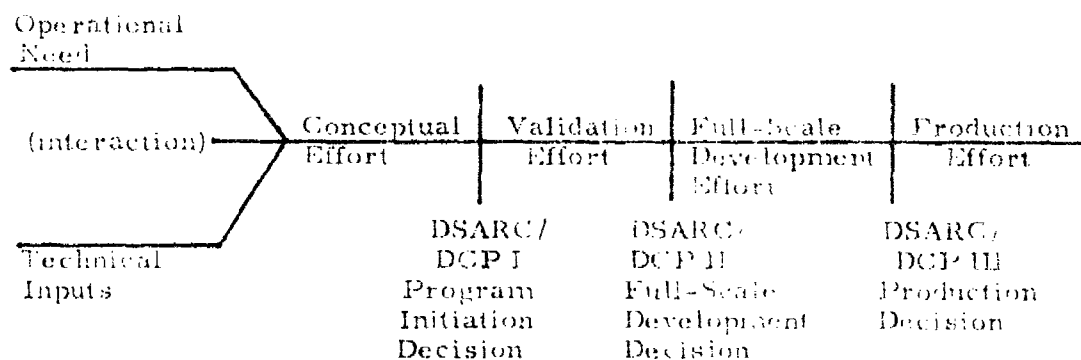 Operational
Need
(interaction)
Conceptual
Effort
Validation
Effort
Full-Scale
Development
Effort
Production
Effort
Technical
Inputs
DSARC/
DCP I
Program
Initiation
Decision
DSARC/
DCP II
Full-Scale
Development
Decision
DSARC/
DCP III
Production
Decision